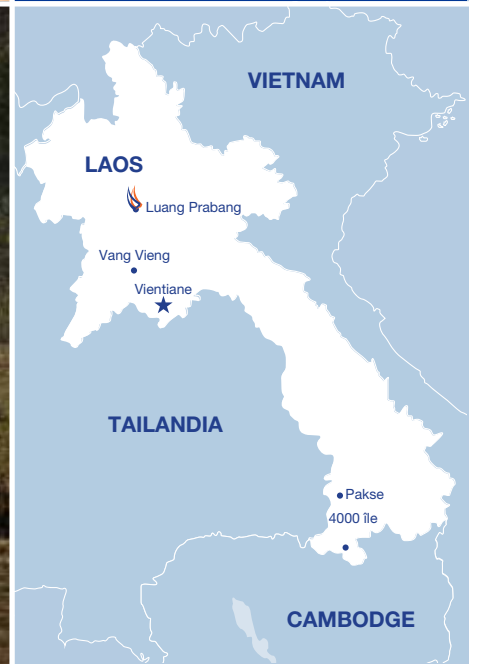 VIETNAM
LAOS
Luang Prabang
Vang Vieng
Vientiane
TAILANDIA
Pakse
4000 île
CAMBODGE